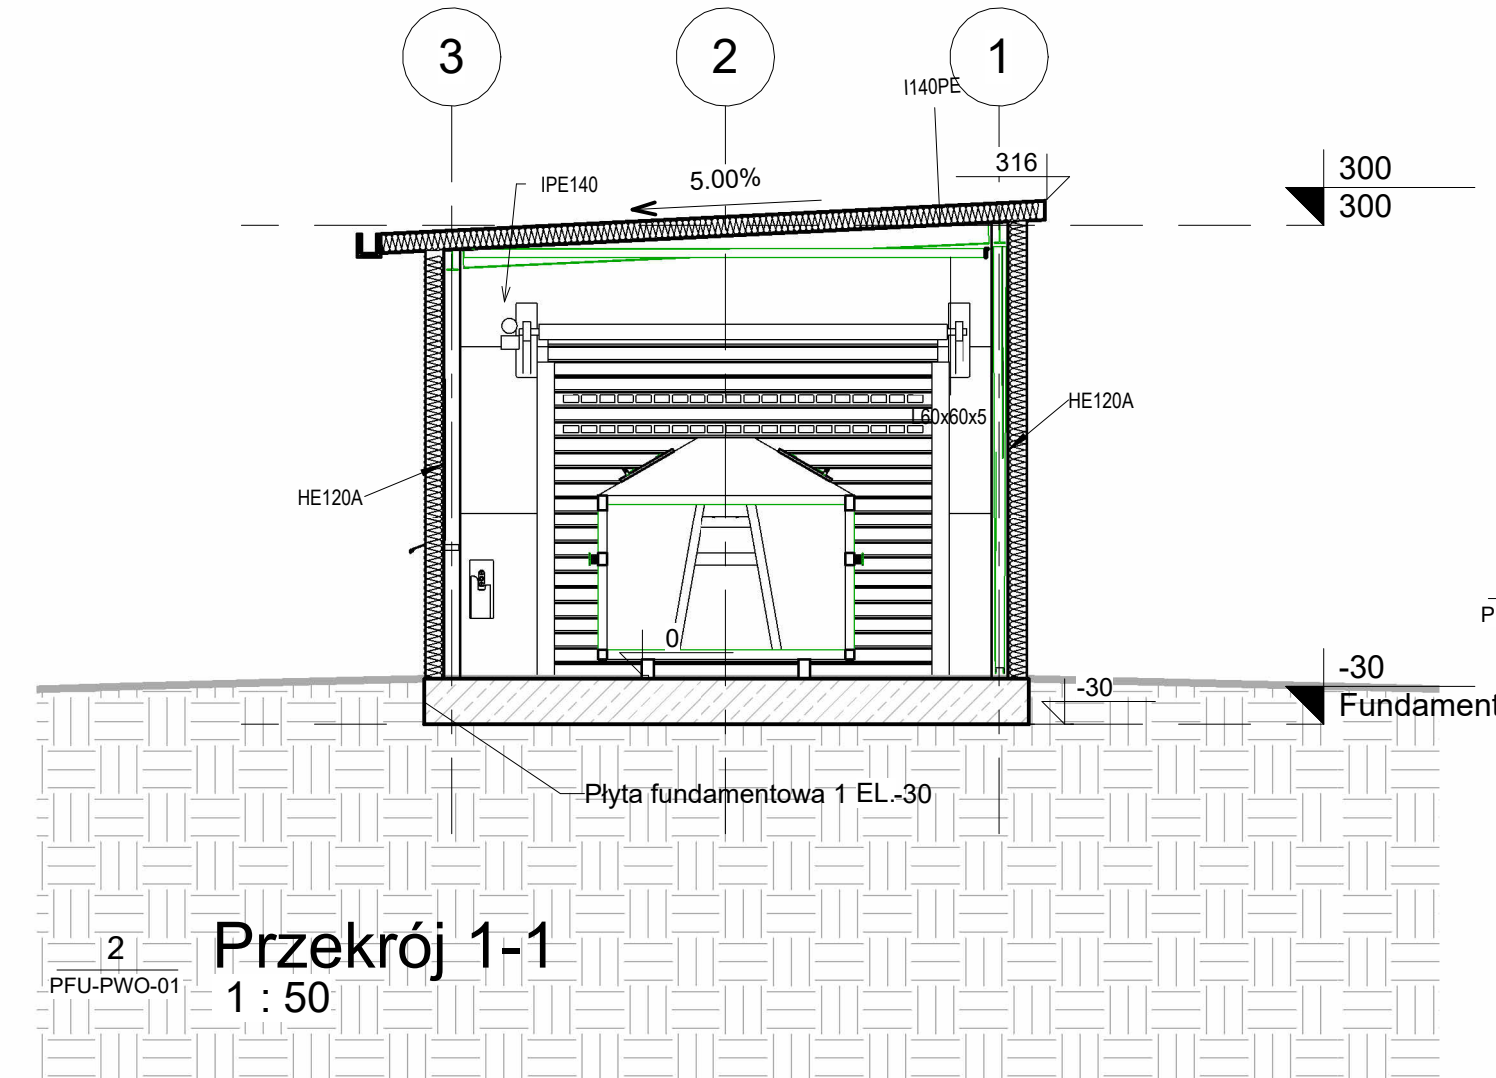 3
2
1
I140PE
316
300
300
IPE140
5.00%
L60x60x5
HE120A
HE120A
0
P
-30
-30
Fundament
Płyta fundamentowa 1 EL.-30
2
Przekrój 1-1
PFU-PWO-01
1 : 50